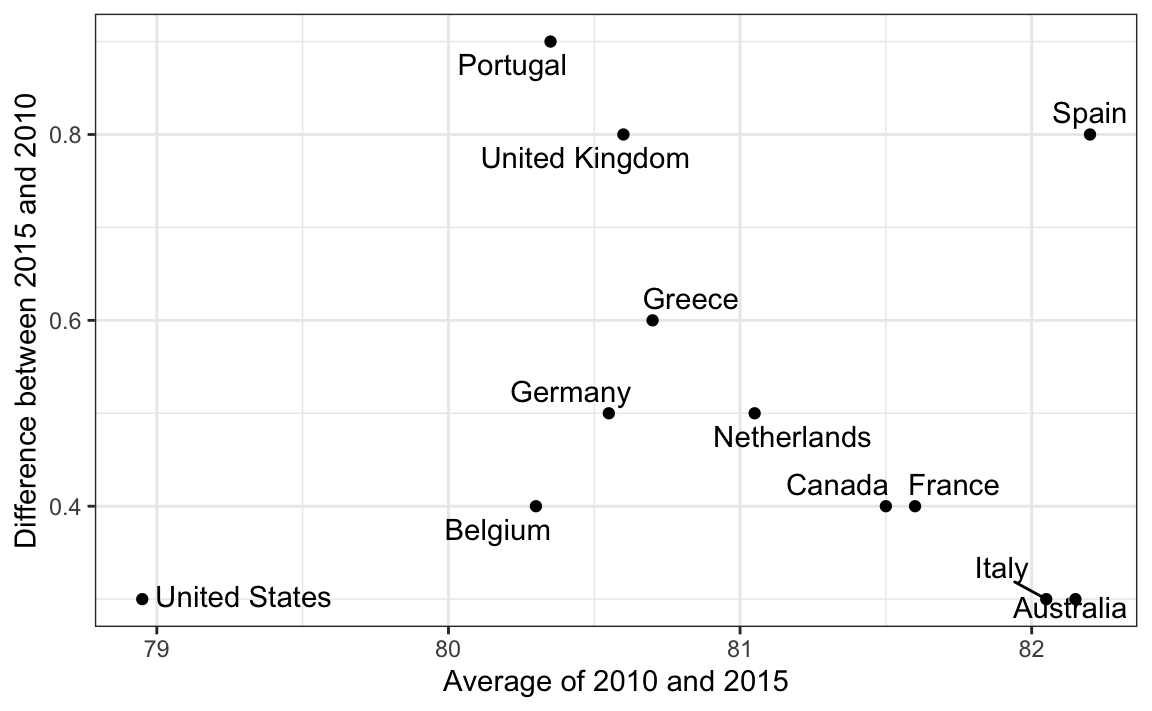 Difference between 2015 and 2010
0.8
0.6
0.4
Portugal
Spain
United Kingdom
Greece
Germany
Netherlands
Canada
France
Belgium
Italy
United States
Australia
79
80
81
82
Average of 2010 and 2015